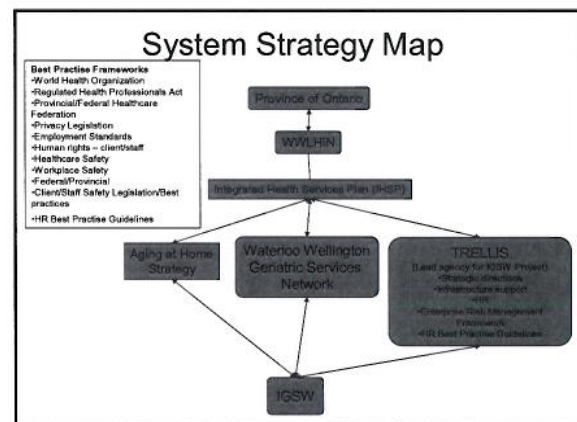 System Strategy Map
Best Practise Frameworks
•World Health Organization
•Regulated Health Professionals Act
•Provincial/Federal Healthcare
Federation
•Privacy Legislation
•Employment Standards
•Human rights – client/staff
•Healthcare Safety
•Workplace Safety
•Federal/Provincial
•Client/Staff Safety Legislation/Best
practices
•HR Best Practise Guidelines
Province of Ontario
WWLHIN
Integrated Health Services Plan (IHSP)
Aging at Home
Strategy
Waterloo Wellington
Geriatric Services
Network
TRELLIS
(Lead agency for IGSW Project)
•Strategic directions
•Infrastructure support
•HR
•Enterprise Risk Management
Framework
•HR Best Practise Guidelines
IGSW